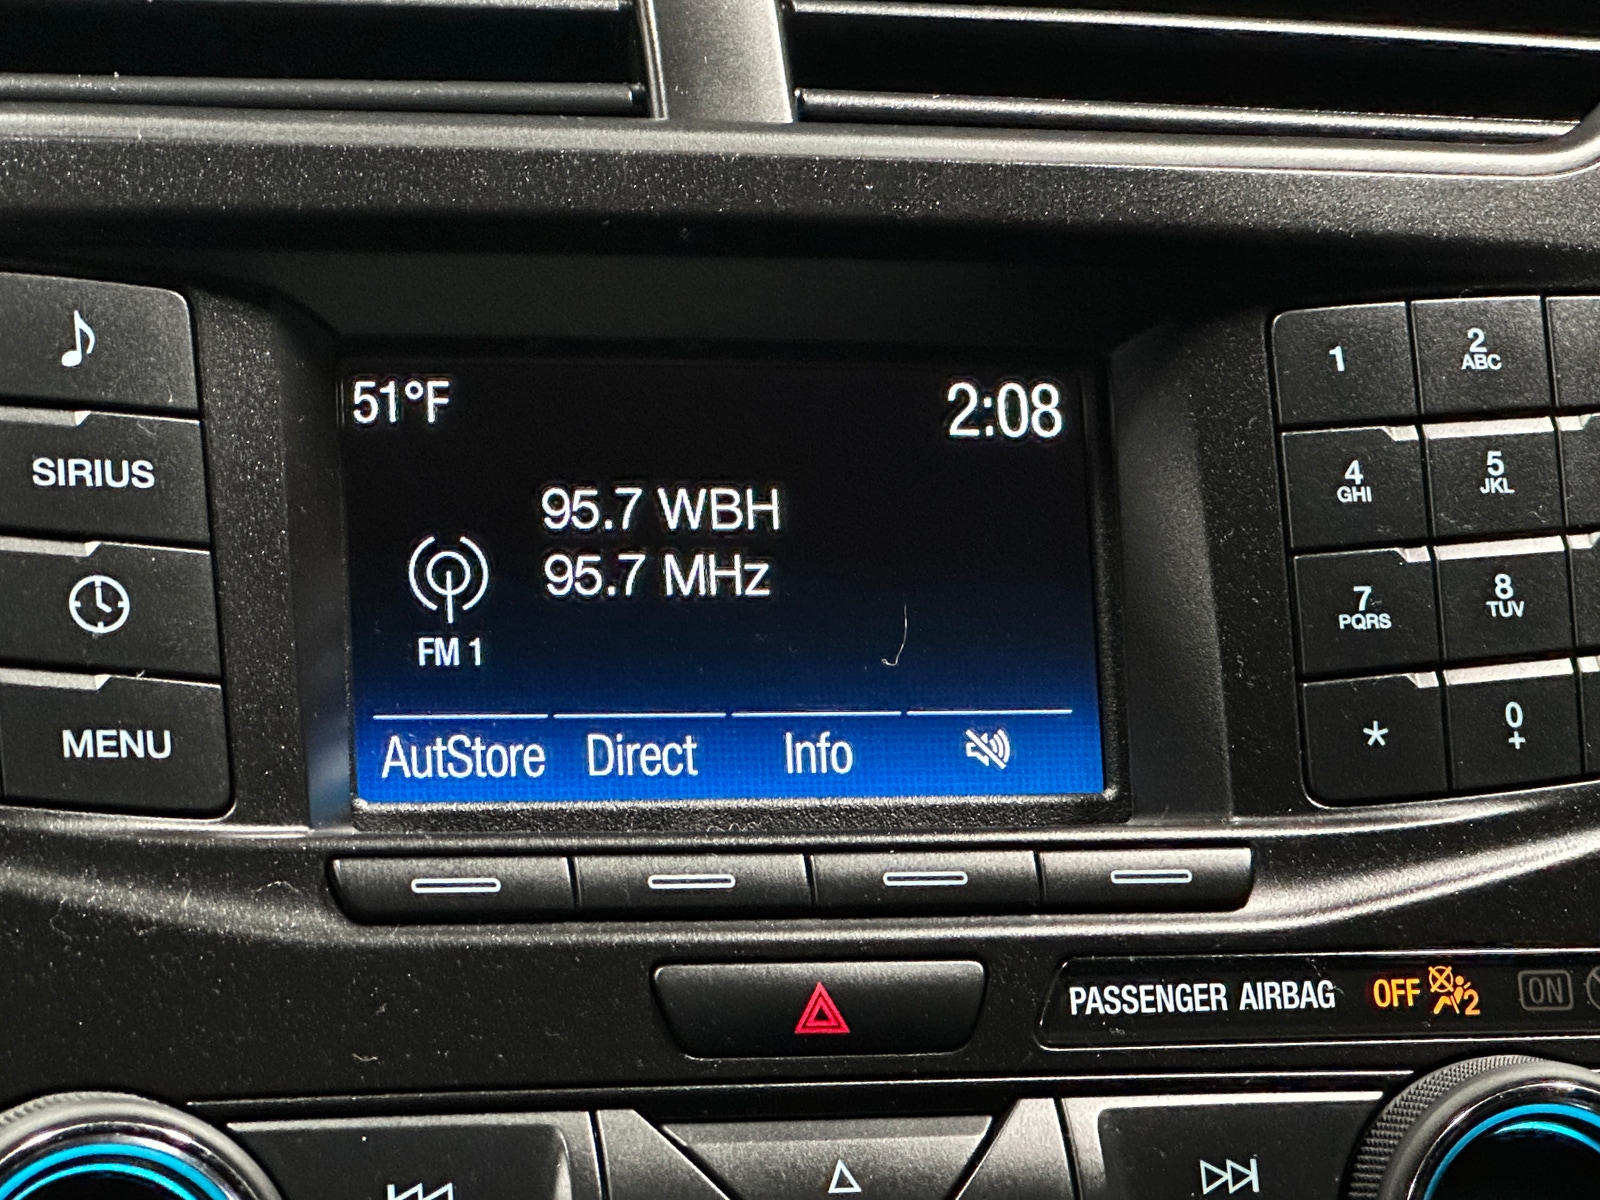 51°F
2:08
95.7 WBH
95.7 MHz
FM 1
AutStore
Direct
Info
SIRIUS
MENU
1
2
ABC
4
GHI
5
JKL
7
PQRS
8
TUV
*
0
+
PASSENGER AIRBAG OFF 2 ON